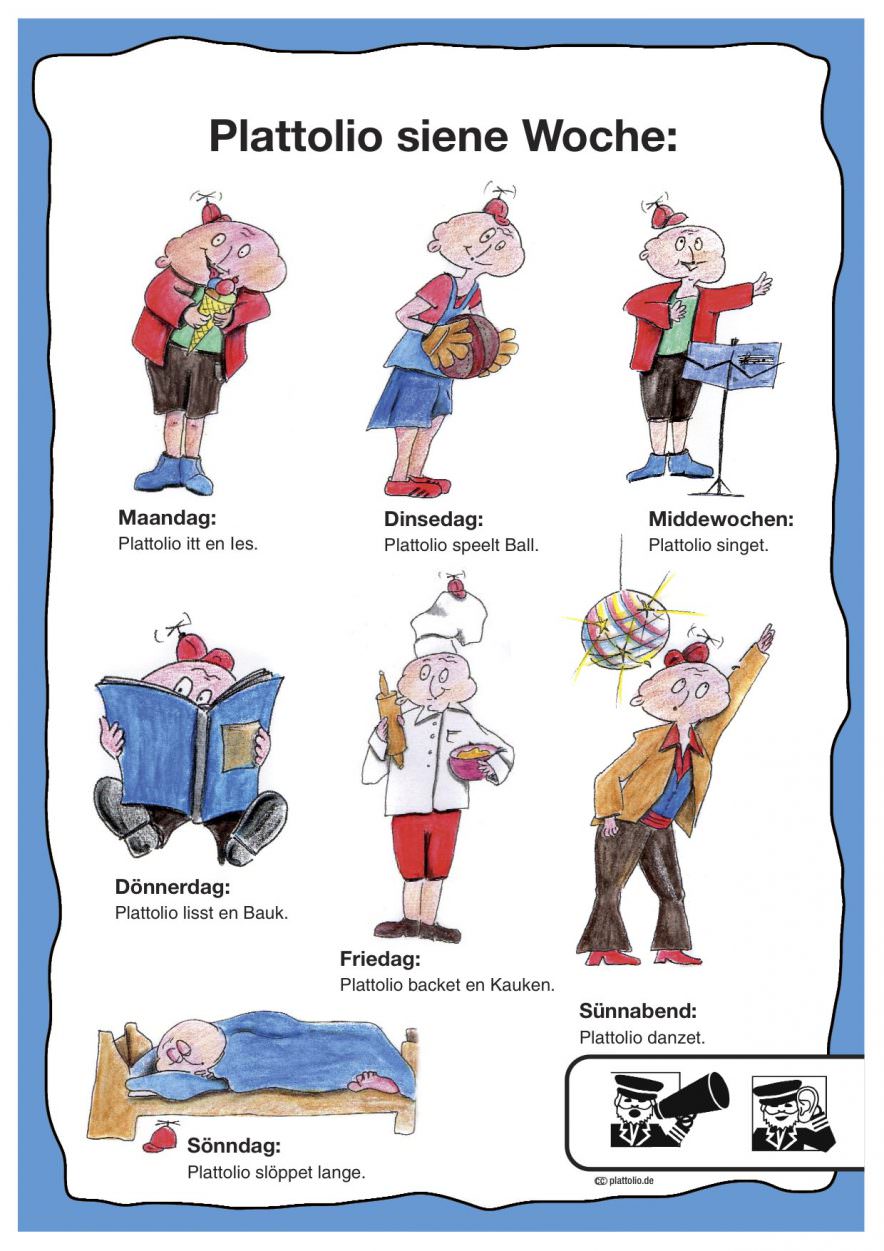 Plattolio siene Woche:
Maandag:
Plattolio itt en Ies.
Dinsedag:
Plattolio speelt Ball.
Middewochen:
Plattolio singet.
Dönnerdag:
Plattolio lisst en Bauk.
Friedag:
Plattolio backet en Kauken.
Sünnabend:
Plattolio danzet.
Sönndag:
Plattolio slöppet lange.
cc plattolio.de